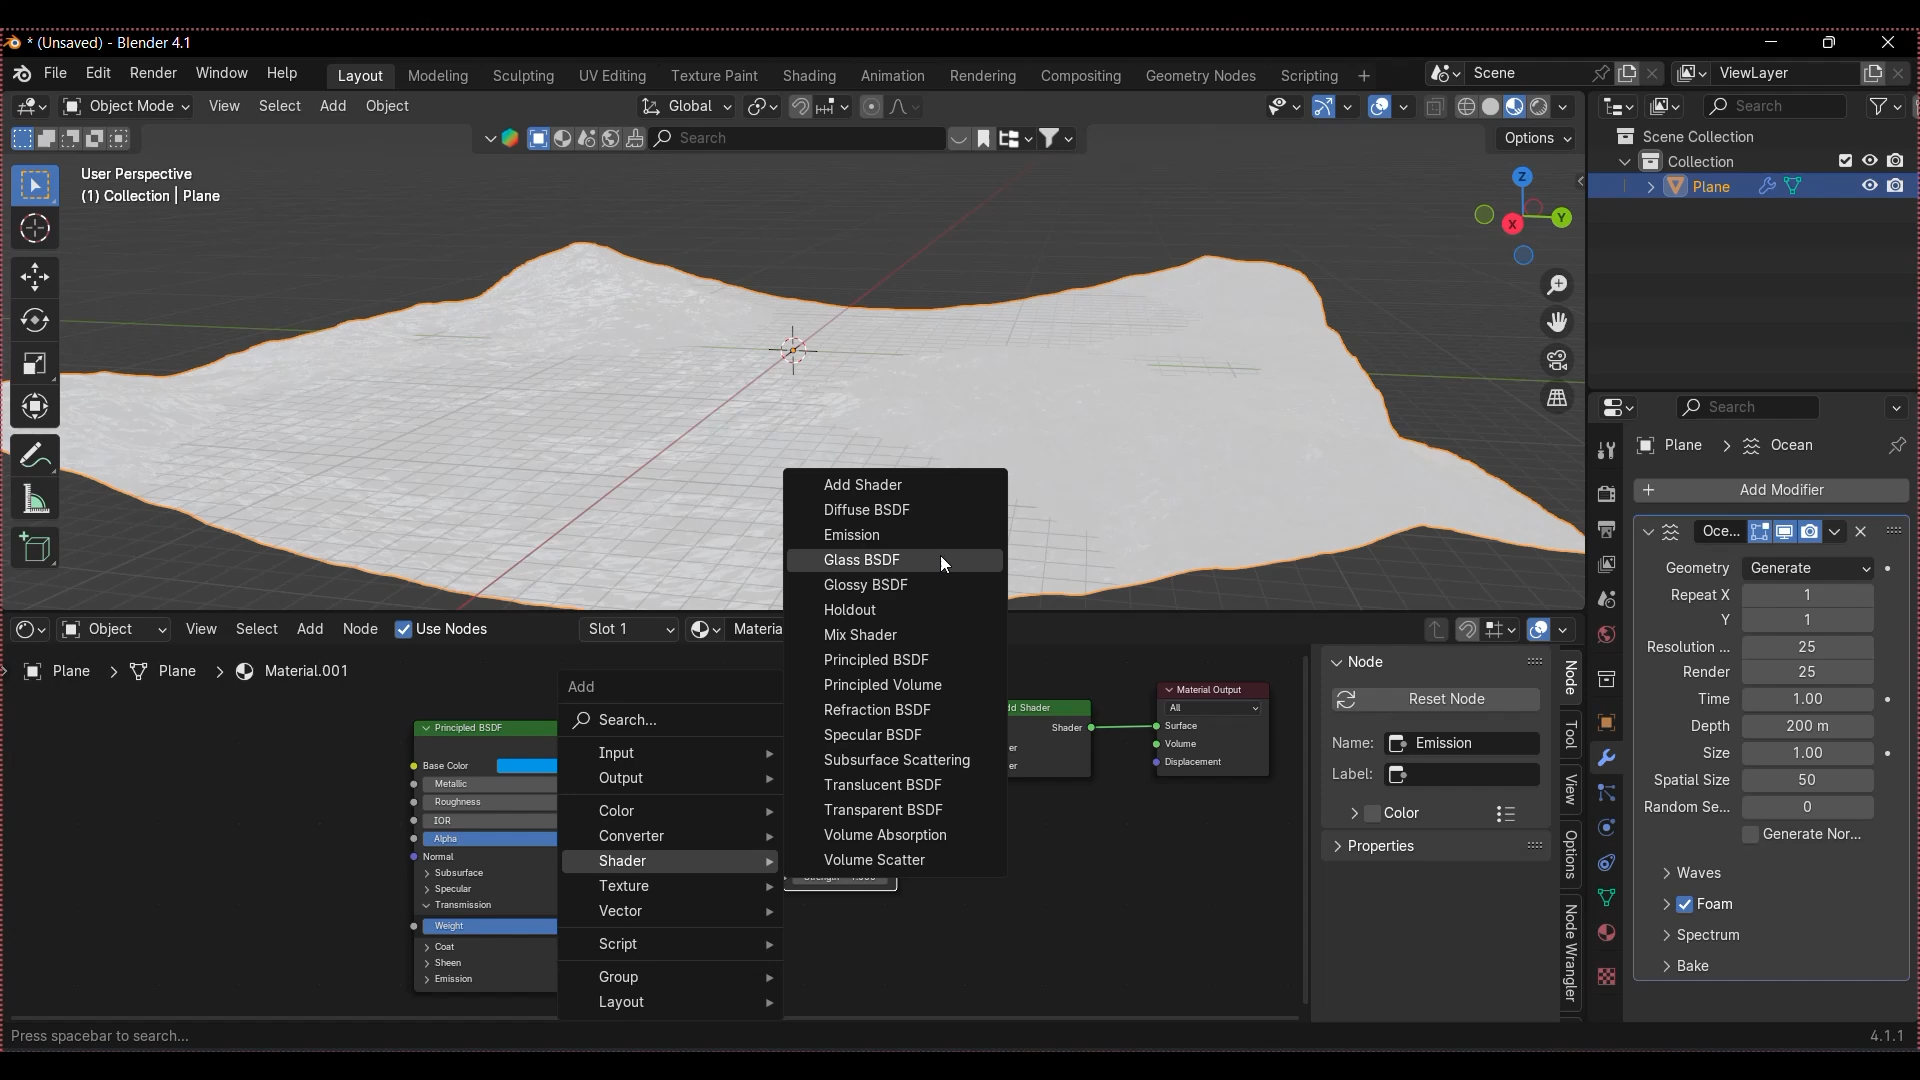 * (Unsaved) - Blender 4.1
File Edit Render Window Help Layout Modeling Sculpting UV Editing Texture Paint Shading Animation Rendering Compositing Geometry Nodes Scripting + Scene ViewLayer
Object Mode View Select Add Object Global Search
Search Options
User Perspective
(1) Collection | Plane
Z
Y
X
Scene Collection
Collection
Plane
Search
Plane > Ocean
+ Add Modifier
Oce...
Geometry Generate
Repeat X 1
Y 1
Resolution ... 25
Render 25
Time 1.00
Depth 200 m
Size 1.00
Spatial Size 50
Random Se... 0
Generate Nor...
Waves
Foam
Spectrum
Bake
Object View Select Add Node Use Nodes Slot 1 Materia
Plane > Plane > Material.001
Principled BSDF
Base Color
Metallic
Roughness
IOR
Alpha
Normal
Subsurface
Specular
Transmission
Weight
Coat
Sheen
Emission
Add
Search...
Input
Output
Color
Converter
Shader
Texture
Vector
Script
Group
Layout
Add Shader
Diffuse BSDF
Emission
Glass BSDF
Glossy BSDF
Holdout
Mix Shader
Principled BSDF
Principled Volume
Refraction BSDF
Specular BSDF
Subsurface Scattering
Translucent BSDF
Transparent BSDF
Volume Absorption
Volume Scatter
dd Shader
Shader
er
er
Material Output
All
Surface
Volume
Displacement
Node
Reset Node
Name: Emission
Label:
Color
Properties
Node
Tool
View
Options
Node Wrangler
Press spacebar to search...
4.1.1